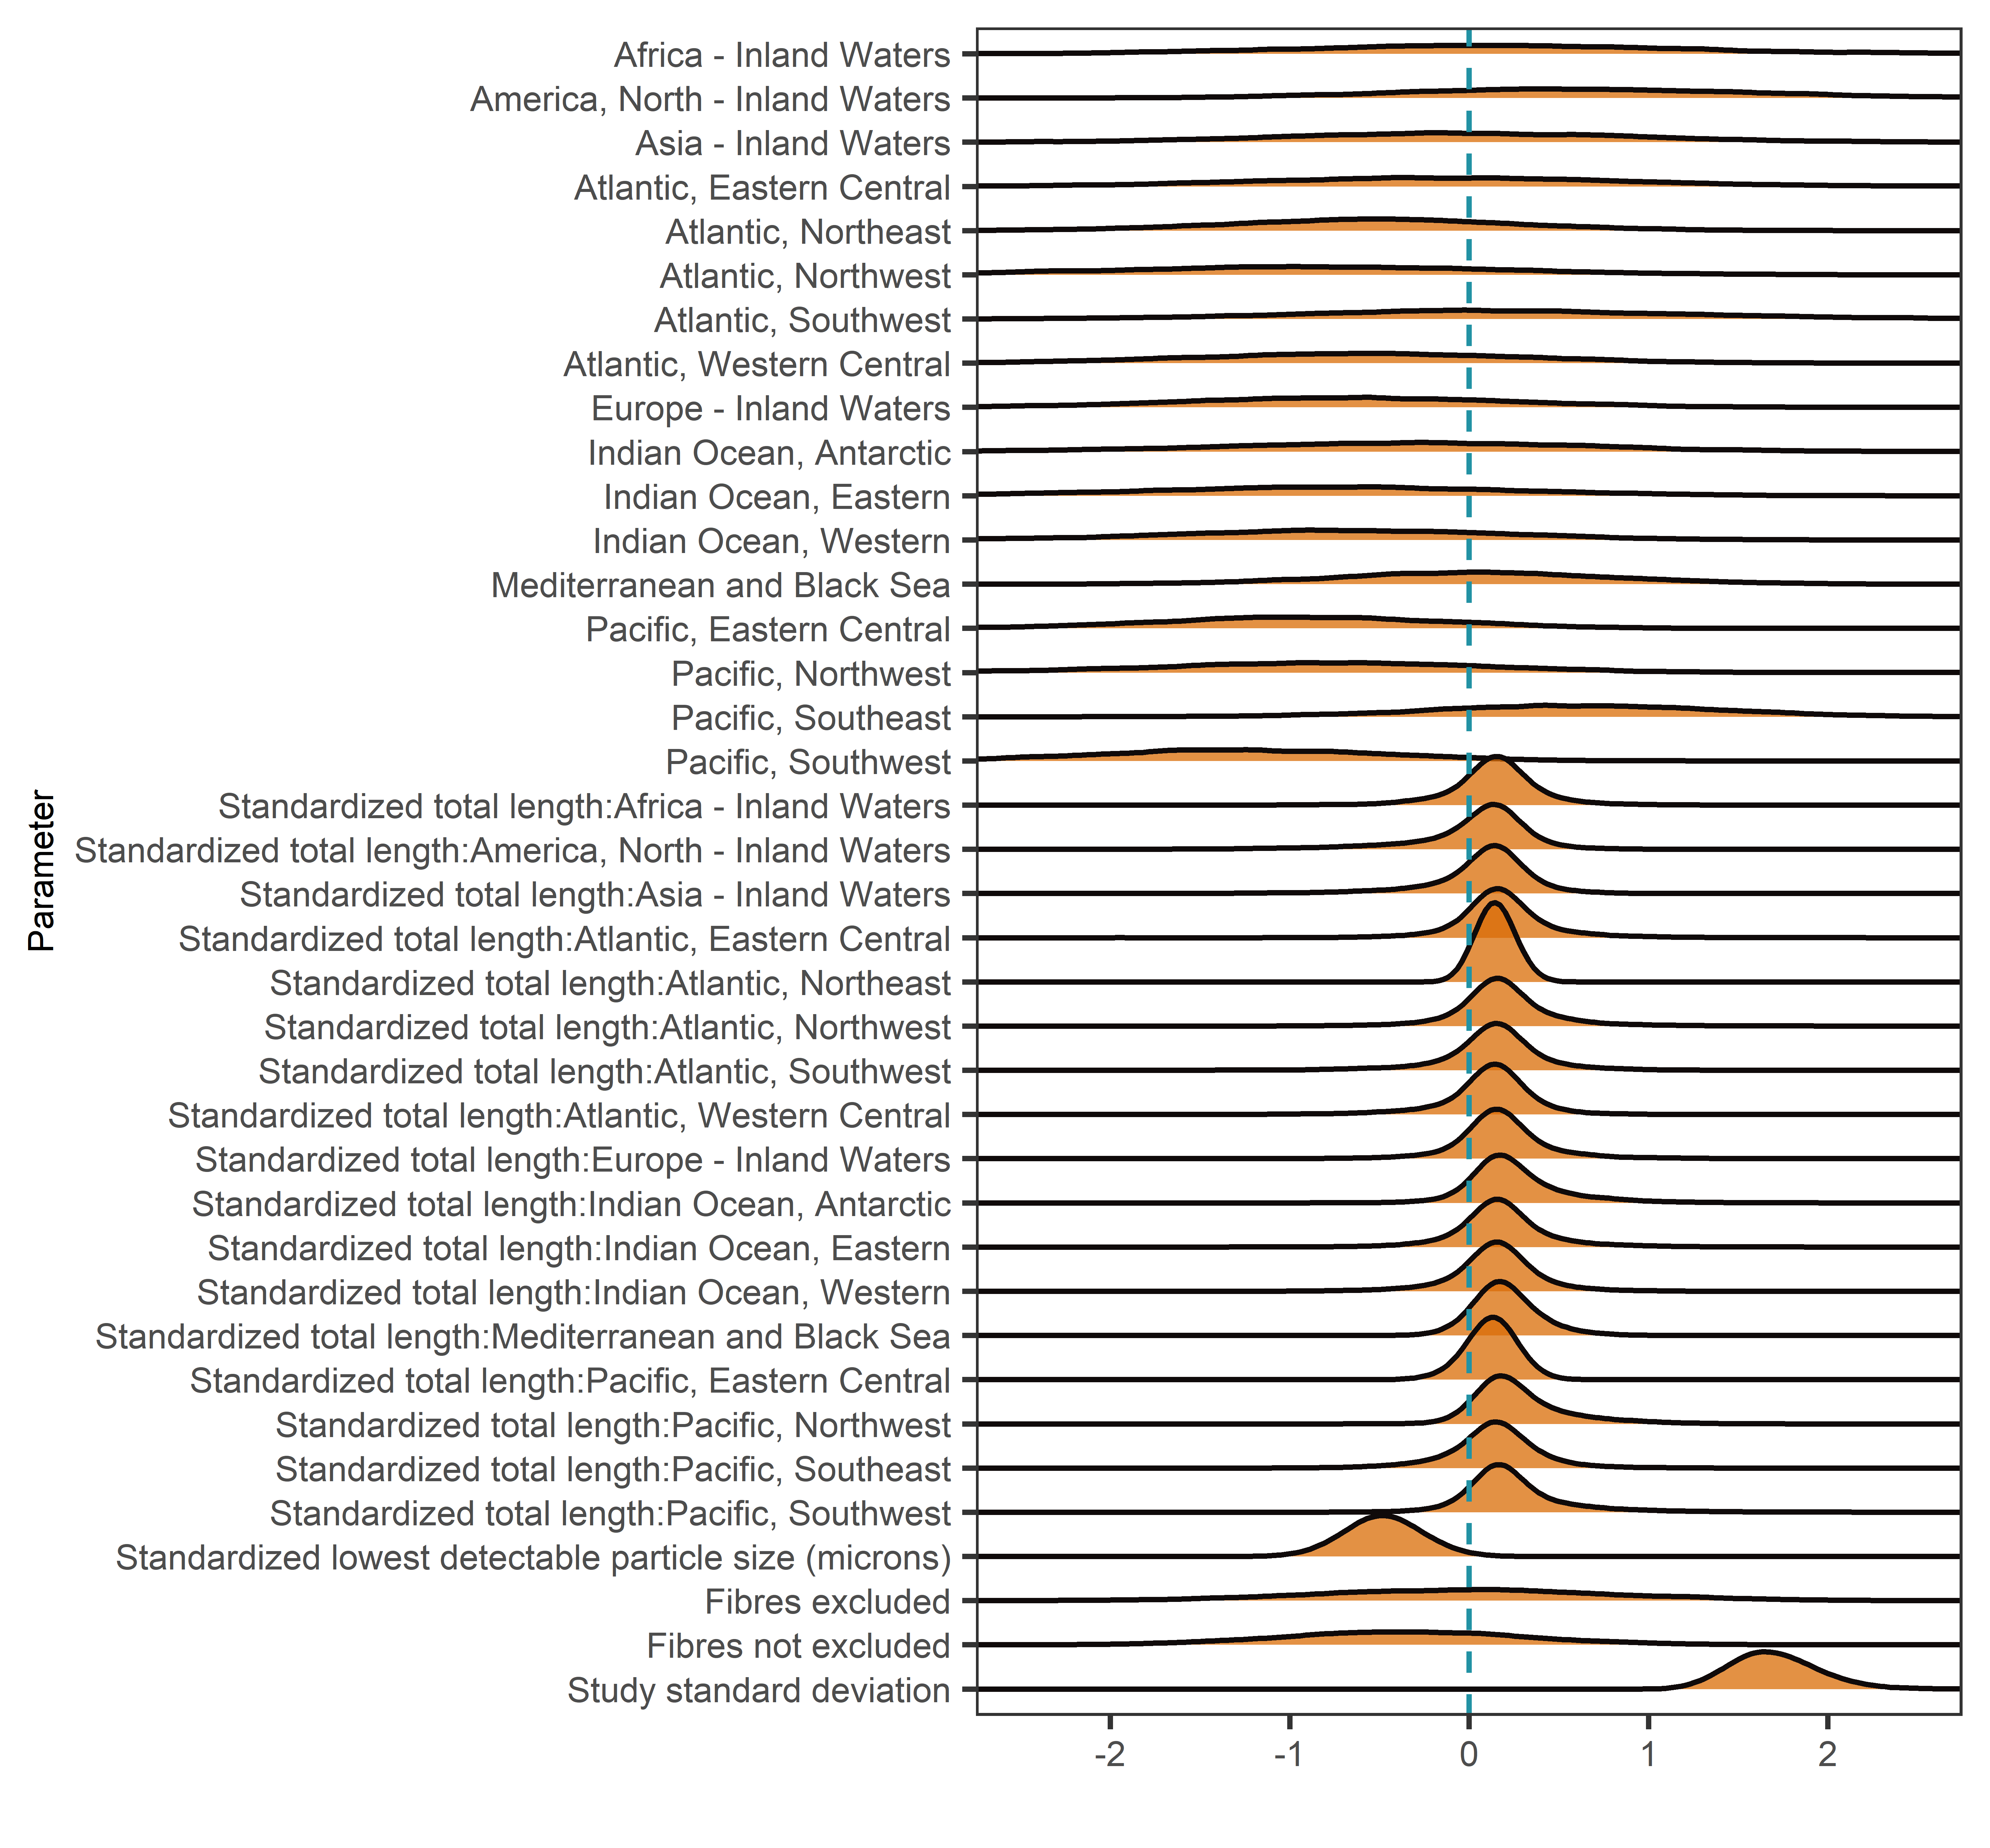 Africa - Inland Waters
America, North - Inland Waters
Asia - Inland Waters
Atlantic, Eastern Central
Atlantic, Northeast
Atlantic, Northwest
Atlantic, Southwest
Atlantic, Western Central
Europe - Inland Waters
Indian Ocean, Antarctic
Indian Ocean, Eastern
Indian Ocean, Western
Mediterranean and Black Sea
Pacific, Eastern Central
Pacific, Northwest
Pacific, Southeast
Pacific, Southwest
Standardized total length:Africa - Inland Waters
Standardized total length:America, North - Inland Waters
Standardized total length:Asia - Inland Waters
Standardized total length:Atlantic, Eastern Central
Standardized total length:Atlantic, Northeast
Standardized total length:Atlantic, Northwest
Standardized total length:Atlantic, Southwest
Standardized total length:Atlantic, Western Central
Standardized total length:Europe - Inland Waters
Standardized total length:Indian Ocean, Antarctic
Standardized total length:Indian Ocean, Eastern
Standardized total length:Indian Ocean, Western
Standardized total length:Mediterranean and Black Sea
Standardized total length:Pacific, Eastern Central
Standardized total length:Pacific, Northwest
Standardized total length:Pacific, Southeast
Standardized total length:Pacific, Southwest
Standardized lowest detectable particle size (microns)
Fibres excluded
Fibres not excluded
Study standard deviation
Parameter
-2 -1 0 1 2